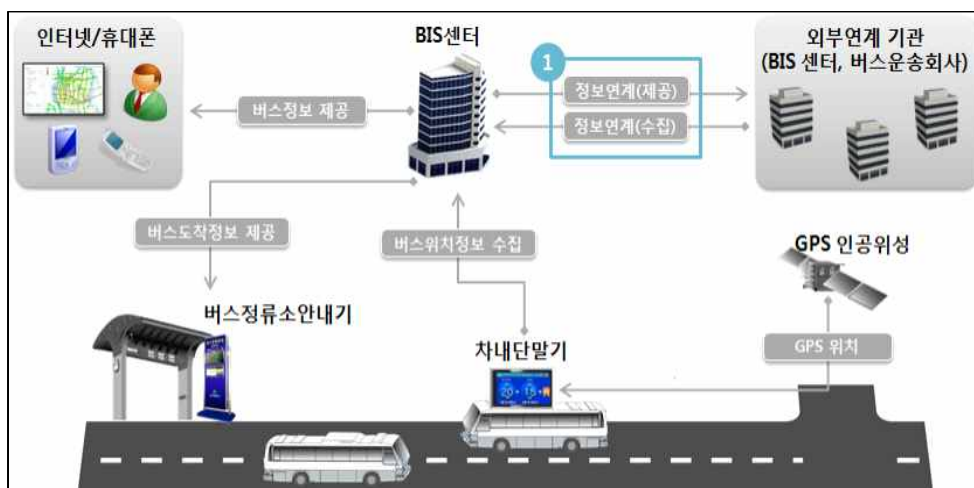 인터넷/휴대폰
BIS센터
외부연계 기관
(BIS 센터, 버스운송회사)
1
정보연계(제공)
버스정보 제공
정보연계(수집)
버스도착정보 제공
버스위치정보 수집
GPS 인공위성
버스정류소안내기
차내단말기
GPS 위치